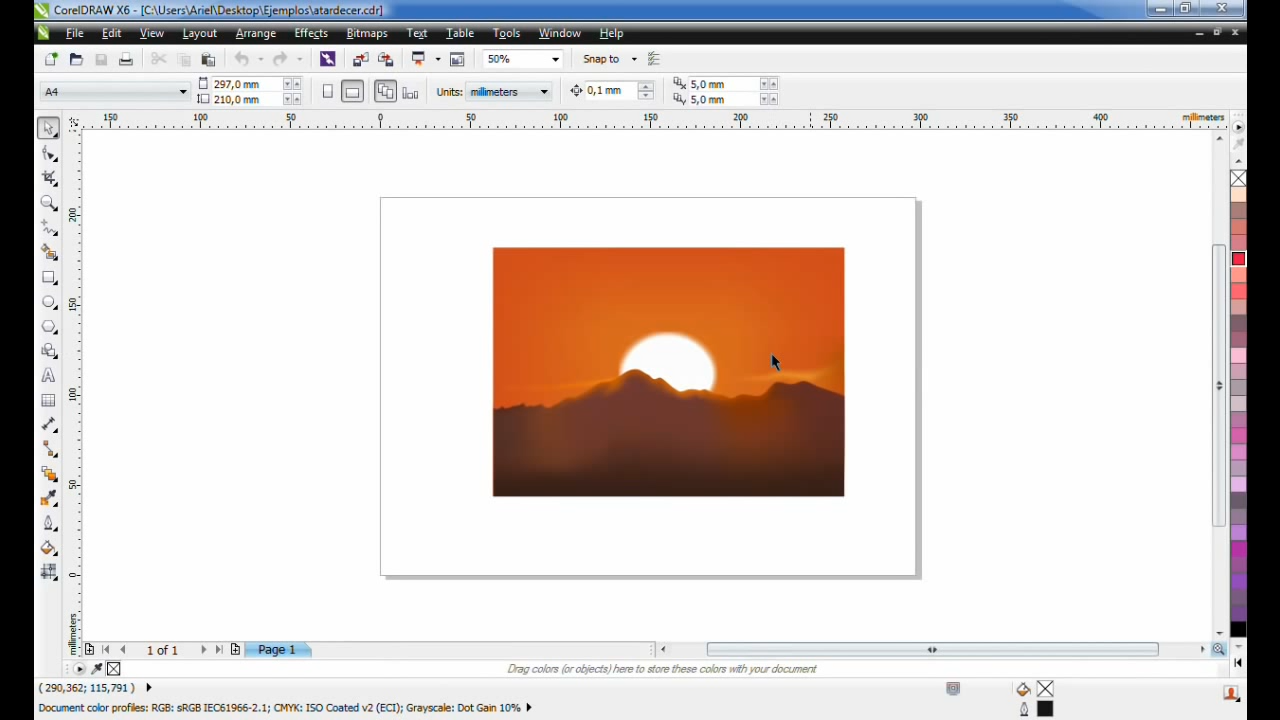 CorelDRAW X6 - [C:\Users\Ariel\Desktop\Ejemplos\atardecer.cdr]
File Edit View Layout Arrange Effects Bitmaps Text Table Tools Window Help
50% Snap to
A4 297,0 mm 210,0 mm Units: millimeters 0,1 mm 5,0 mm 5,0 mm
150 100 50 0 50 100 150 200 250 300 350 400 millimeters
200
150
100
50
0
millimeters
1 of 1 Page 1
Drag colors (or objects) here to store these colors with your document
( 290,362; 115,791 )
Document color profiles: RGB: sRGB IEC61966-2.1; CMYK: ISO Coated v2 (ECI); Grayscale: Dot Gain 10%